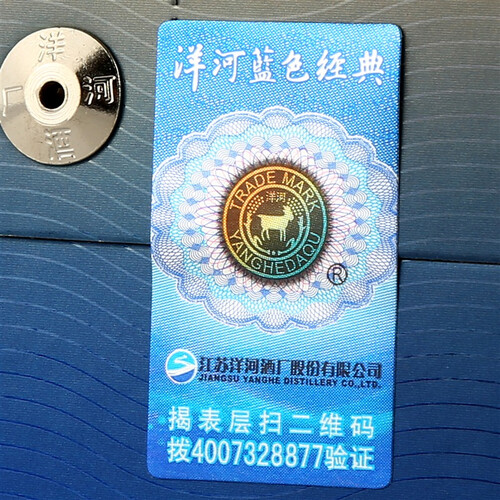 洋河酒厂
洋河蓝色经典
TRADE MARK
洋河
YANGHEDAQU
®
江苏洋河酒厂股份有限公司
JIANGSU YANGHE DISTILLERY CO.,LTD.
揭表层扫二维码
拨4007328877验证